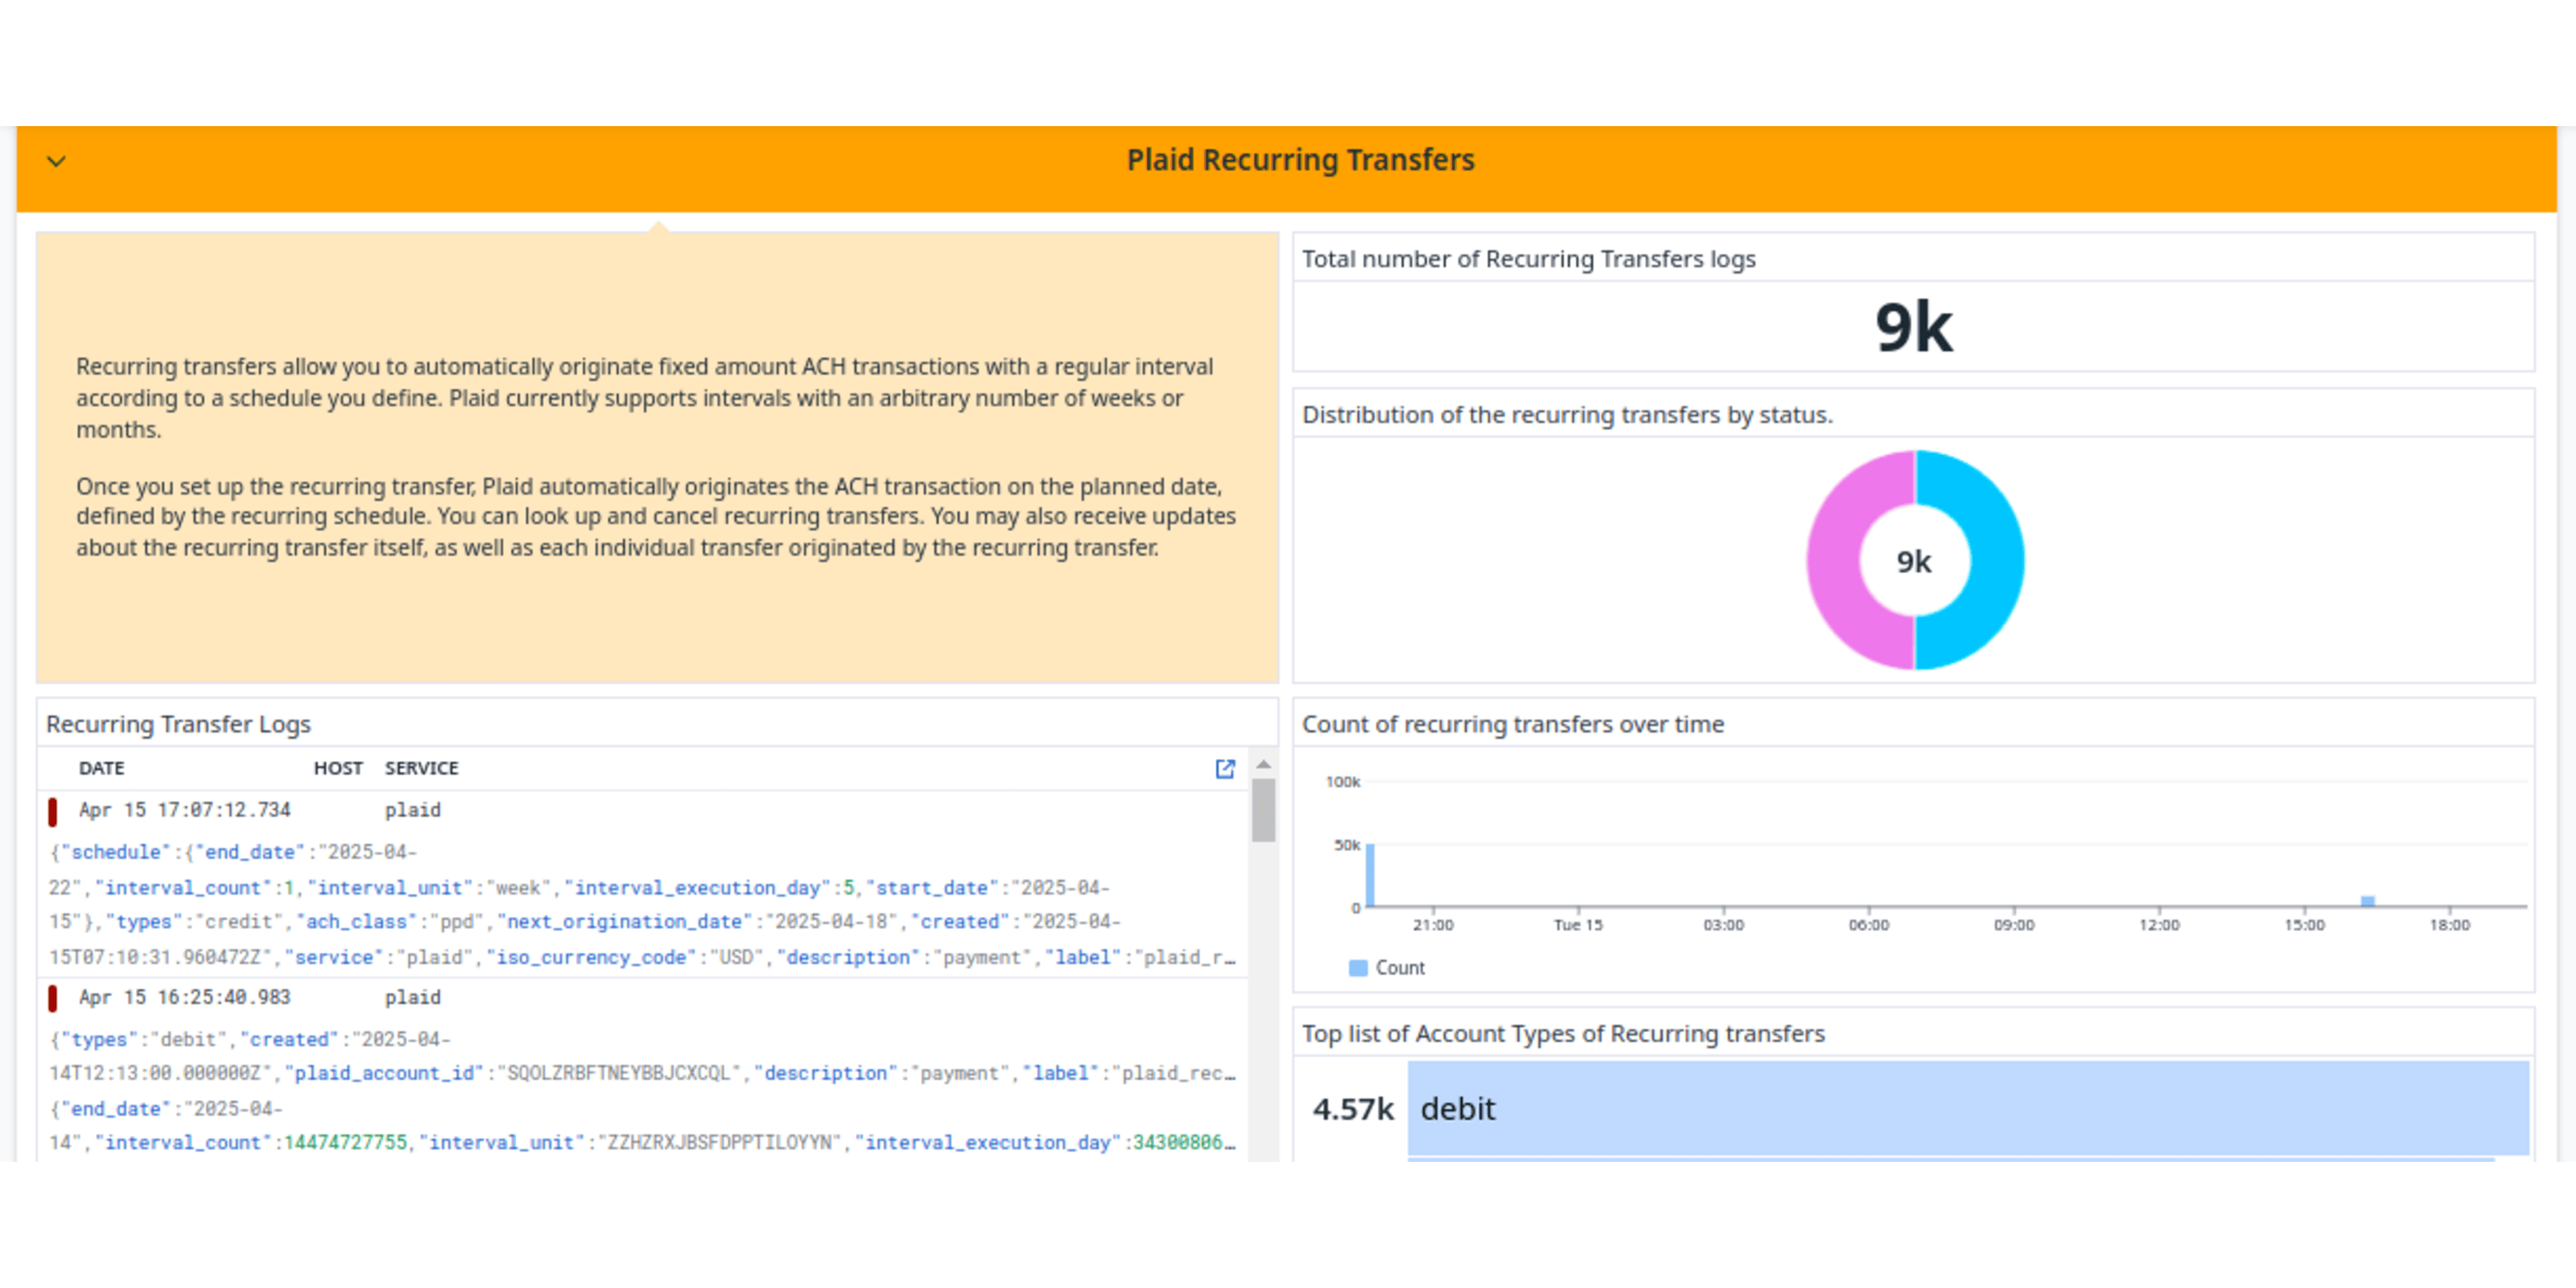 Plaid Recurring Transfers
Recurring transfers allow you to automatically originate fixed amount ACH transactions with a regular interval
according to a schedule you define. Plaid currently supports intervals with an arbitrary number of weeks or
months.
Once you set up the recurring transfer, Plaid automatically originates the ACH transaction on the planned date,
defined by the recurring schedule. You can look up and cancel recurring transfers. You may also receive updates
about the recurring transfer itself, as well as each individual transfer originated by the recurring transfer.
Total number of Recurring Transfers logs
9k
Distribution of the recurring transfers by status.
9k
Recurring Transfer Logs
DATE HOST SERVICE
Apr 15 17:07:12.734 plaid
{"schedule":{"end_date":"2025-04-
22","interval_count":1,"interval_unit":"week","interval_execution_day":5,"start_date":"2025-04-
15"},"types":"credit","ach_class":"ppd","next_origination_date":"2025-04-18","created":"2025-04-
15T07:10:31.960472Z","service":"plaid","iso_currency_code":"USD","description":"payment","label":"plaid_r…
Apr 15 16:25:40.983 plaid
{"types":"debit","created":"2025-04-
14T12:13:00.000000Z","plaid_account_id":"SQOLZRBFTNEYBBJCXCQL","description":"payment","label":"plaid_rec…
{"end_date":"2025-04-
14","interval_count":14474727755,"interval_unit":"ZZHZRXJBSFDPPTILOYYN","interval_execution_day":34300806…
Count of recurring transfers over time
100k
50k
0
21:00 Tue 15 03:00 06:00 09:00 12:00 15:00 18:00
Count
Top list of Account Types of Recurring transfers
4.57k debit